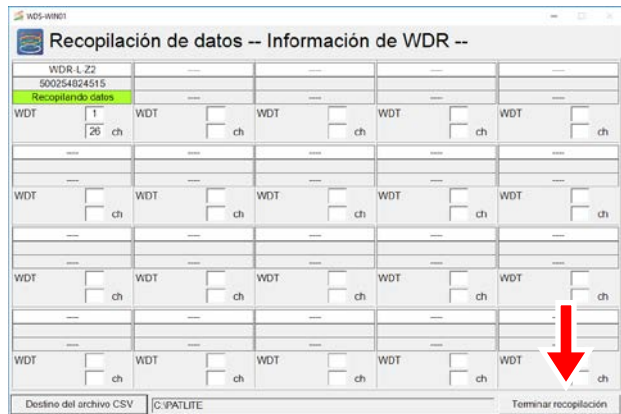 WDS-WIN01
Recopilación de datos -- Información de WDR --
WDR-L-Z2 ---- ---- ---- ----
500254824515
Recopilando datos ---- ---- ---- ----
WDT 1 WDT WDT WDT WDT
26 ch ch ch ch ch
---- ---- ---- ---- ----
---- ---- ---- ---- ----
WDT WDT WDT WDT WDT
ch ch ch ch ch
---- ---- ---- ---- ----
---- ---- ---- ---- ----
WDT WDT WDT WDT WDT
ch ch ch ch ch
---- ---- ---- ---- ----
---- ---- ---- ---- ----
WDT WDT WDT WDT WDT
ch ch ch ch ch
Destino del archivo CSV C:\PATLITE Terminar recopilación